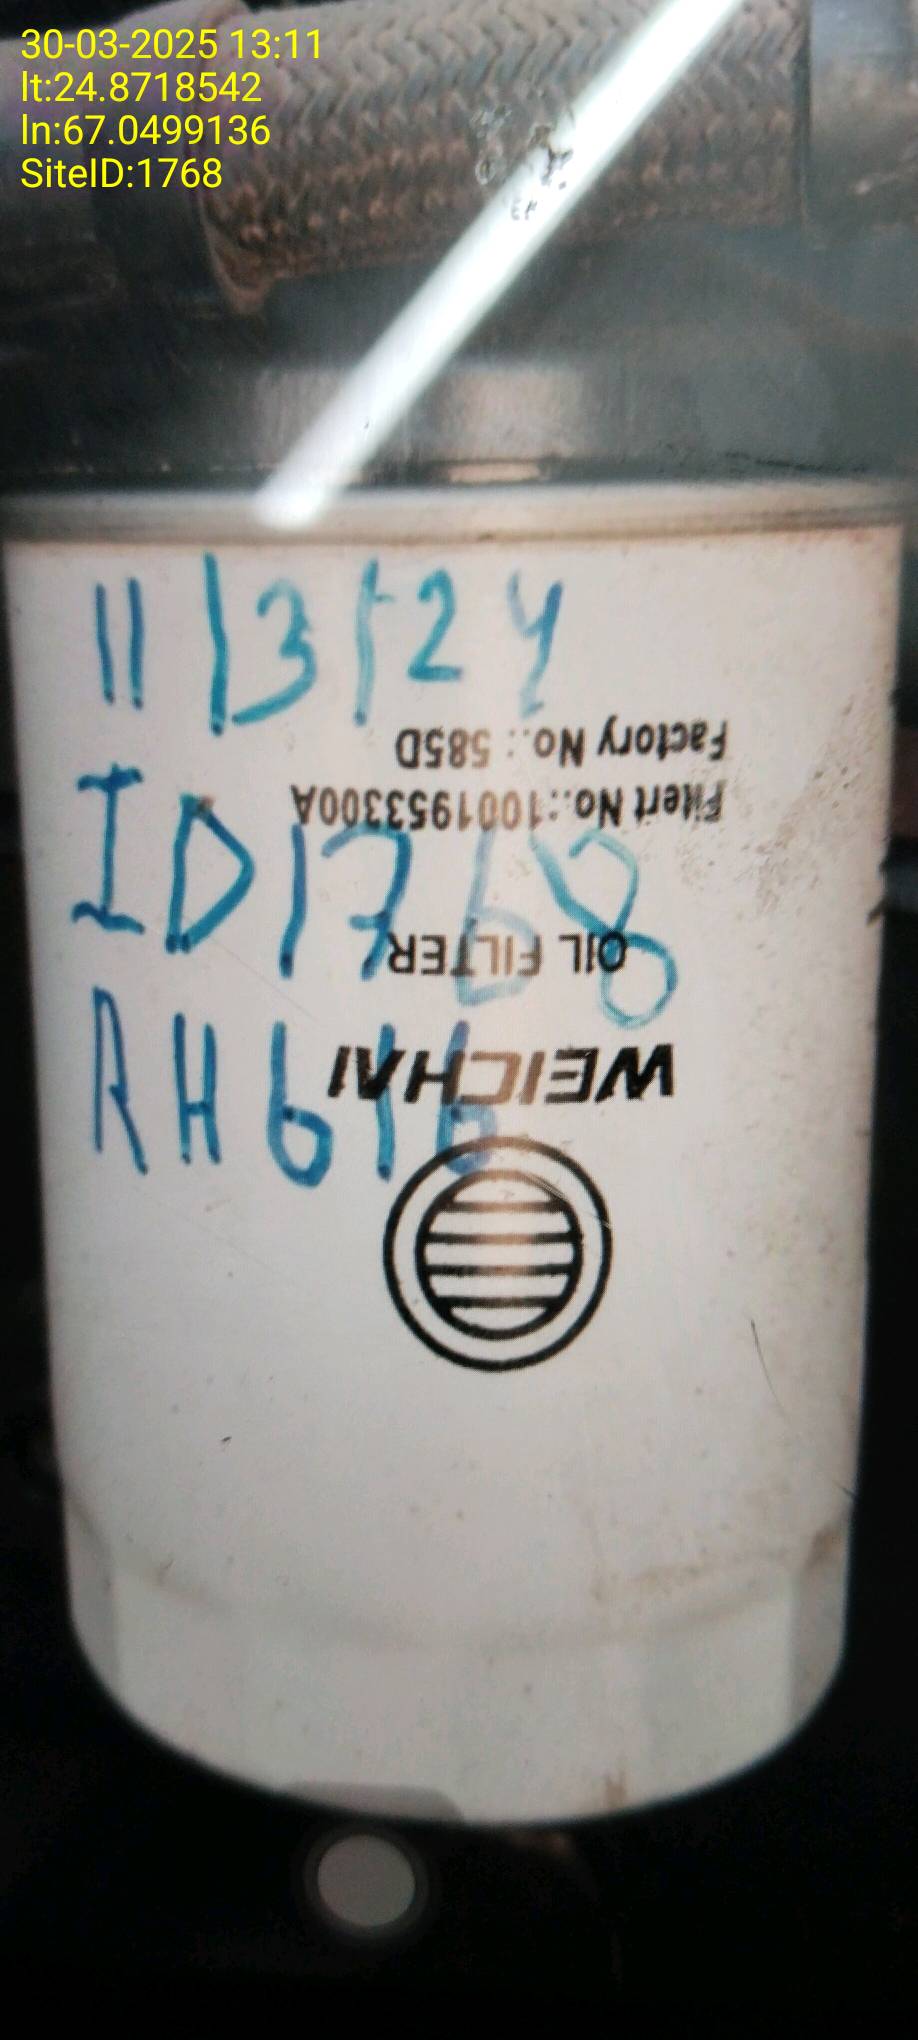 30-03-2025 13:11
lt:24.8718542
ln:67.0499136
SiteID:1768
11/3/24
Factory No.: 585D
Fitert No.:1001953300A
ID1768
OIL FILTER
RH616
WEICHAI